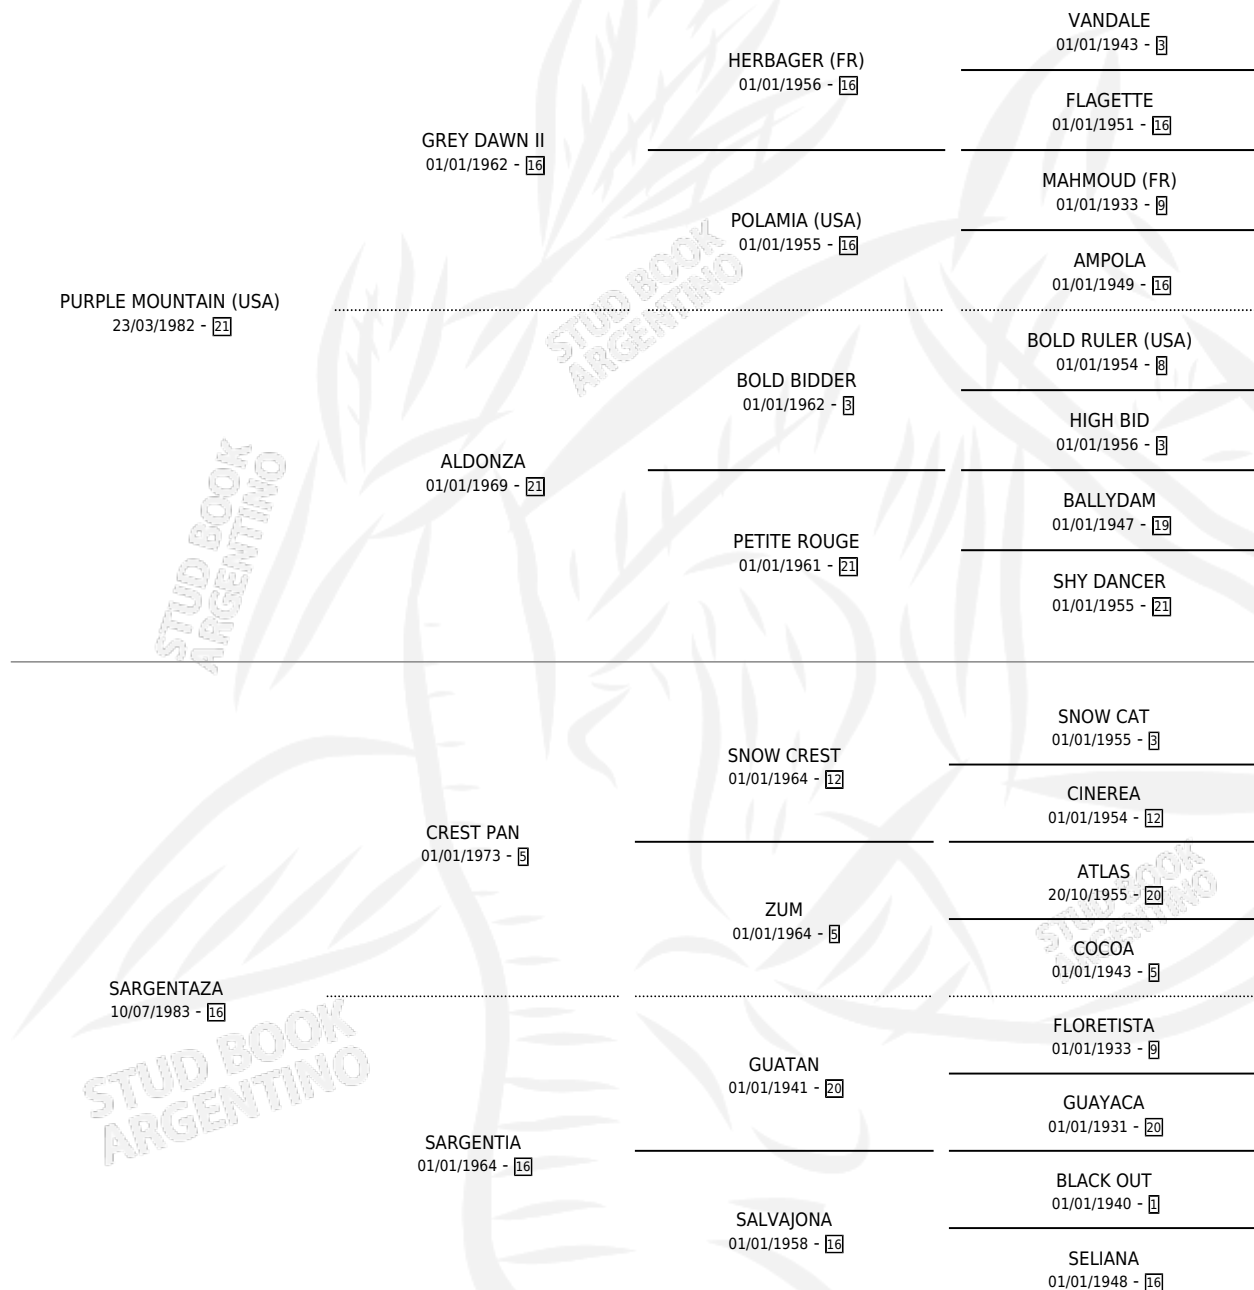 PURPLE MOUNTAIN (USA)
23/03/1982 - 21
GREY DAWN II
01/01/1962 - 16
HERBAGER (FR)
01/01/1956 - 16
VANDALE
01/01/1943 - 3
FLAGETTE
01/01/1951 - 16
POLAMIA (USA)
01/01/1955 - 16
MAHMOUD (FR)
01/01/1933 - 9
AMPOLA
01/01/1949 - 16
ALDONZA
01/01/1969 - 21
BOLD BIDDER
01/01/1962 - 3
BOLD RULER (USA)
01/01/1954 - 8
HIGH BID
01/01/1956 - 3
PETITE ROUGE
01/01/1961 - 21
BALLYDAM
01/01/1947 - 19
SHY DANCER
01/01/1955 - 21
SARGENTAZA
10/07/1983 - 16
CREST PAN
01/01/1973 - 5
SNOW CREST
01/01/1964 - 12
SNOW CAT
01/01/1955 - 3
CINEREA
01/01/1954 - 12
ZUM
01/01/1964 - 5
ATLAS
20/10/1955 - 20
COCOA
01/01/1943 - 5
SARGENTIA
01/01/1964 - 16
GUATAN
01/01/1941 - 20
FLORETISTA
01/01/1933 - 9
GUAYACA
01/01/1931 - 20
SALVAJONA
01/01/1958 - 16
BLACK OUT
01/01/1940 - 1
SELIANA
01/01/1948 - 16
STUD BOOK
ARGENTINO
STUD BOOK
ARGENTINO
STUD BOOK
ARGENTINO
STUD BOOK
ARGENTINO